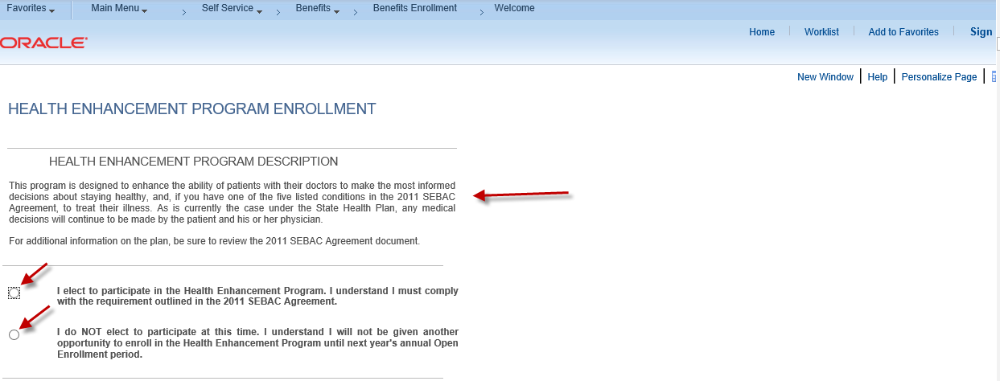 Favorites Main Menu Self Service Benefits Benefits Enrollment Welcome
ORACLE
Home Worklist Add to Favorites Sign
New Window Help Personalize Page
HEALTH ENHANCEMENT PROGRAM ENROLLMENT
HEALTH ENHANCEMENT PROGRAM DESCRIPTION
This program is designed to enhance the ability of patients with their doctors to make the most informed
decisions about staying healthy, and, if you have one of the five listed conditions in the 2011 SEBAC
Agreement, to treat their illness. As is currently the case under the State Health Plan, any medical
decisions will continue to be made by the patient and his or her physician.
For additional information on the plan, be sure to review the 2011 SEBAC Agreement document.
I elect to participate in the Health Enhancement Program. I understand I must comply
with the requirement outlined in the 2011 SEBAC Agreement.
I do NOT elect to participate at this time. I understand I will not be given another
opportunity to enroll in the Health Enhancement Program until next year's annual Open
Enrollment period.